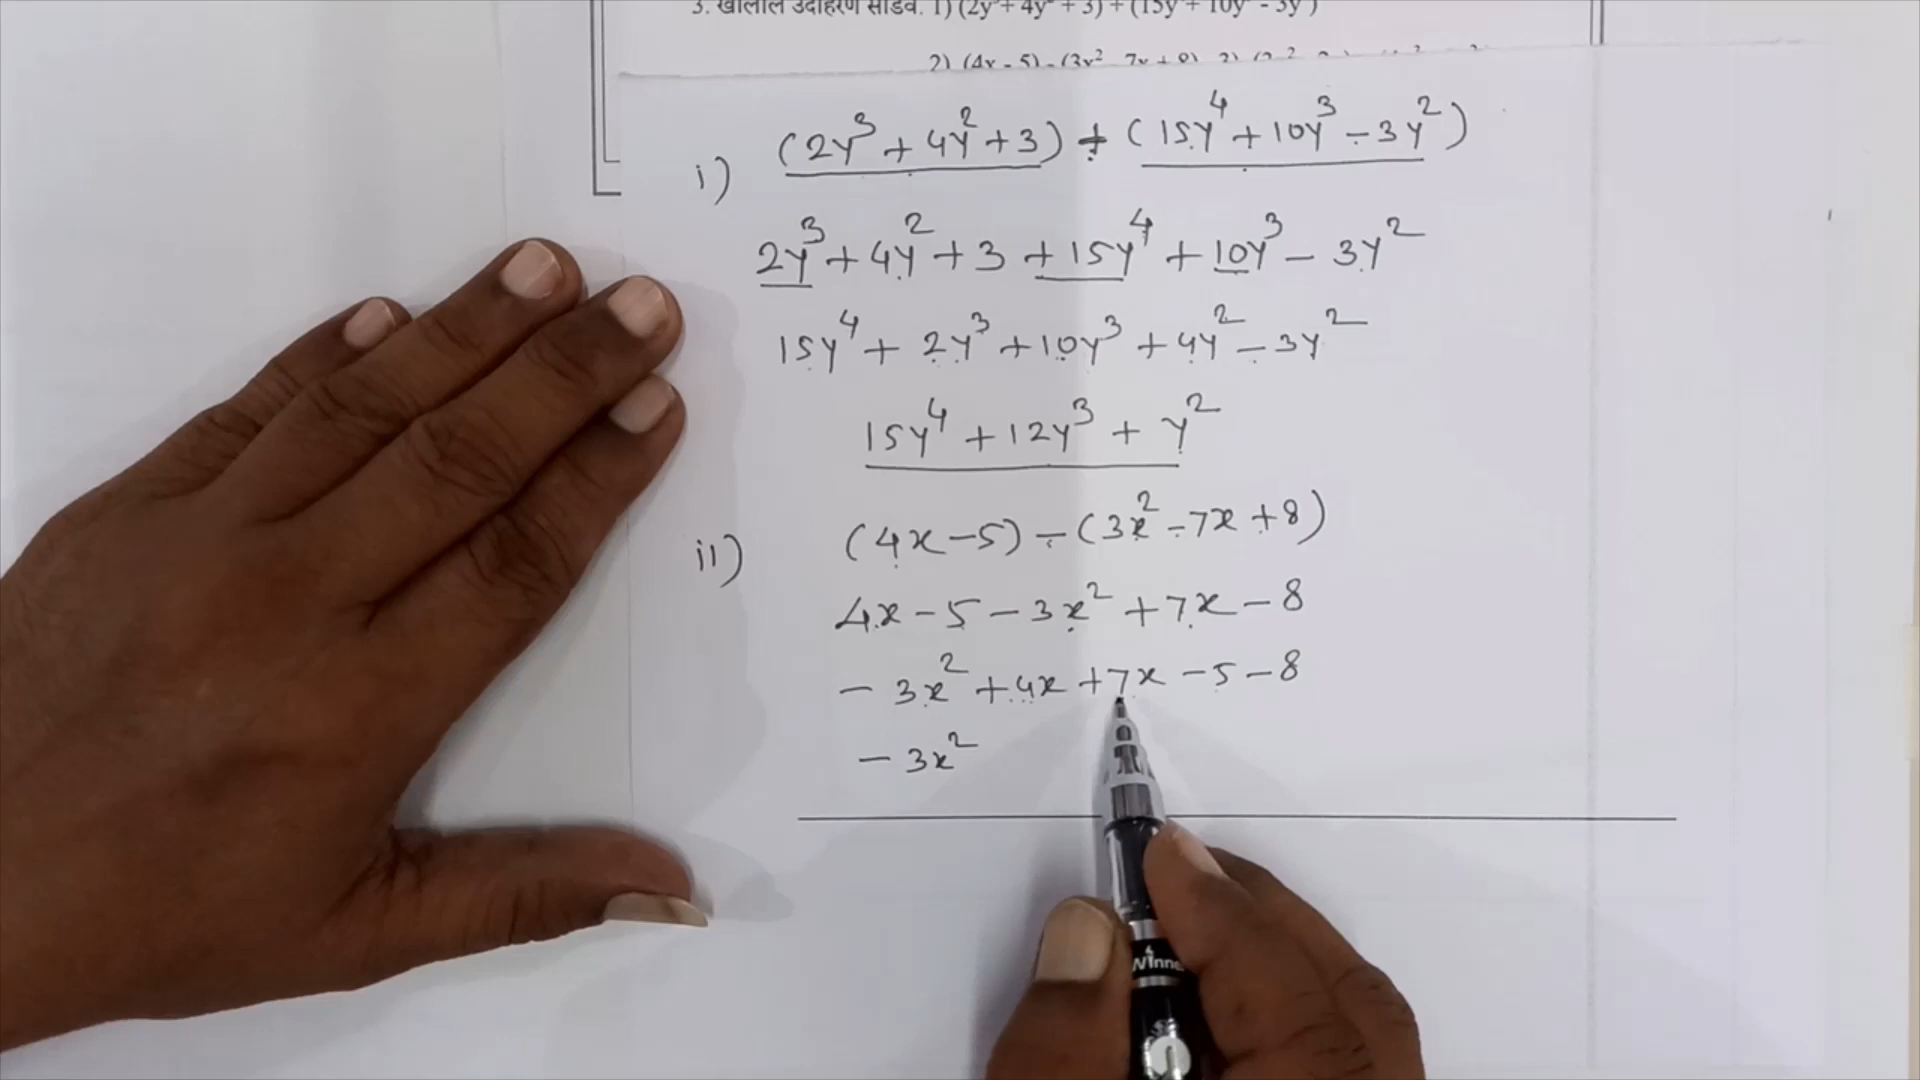 3. खालील उदाहरण सोडवा. 1) (2y³ + 4y² + 3) + (15y⁴ + 10y³ - 3y²)
2) (4x - 5) - (3x² - 7x + 8) 3)
i) (2y³ + 4y² + 3) + (15y⁴ + 10y³ - 3y²)
2y³ + 4y² + 3 + 15y⁴ + 10y³ - 3y²
15y⁴ + 2y³ + 10y³ + 4y² - 3y²
15y⁴ + 12y³ + y²
ii) (4x - 5) - (3x² - 7x + 8)
4x - 5 - 3x² + 7x - 8
- 3x² + 4x + 7x - 5 - 8
- 3x²
Winne